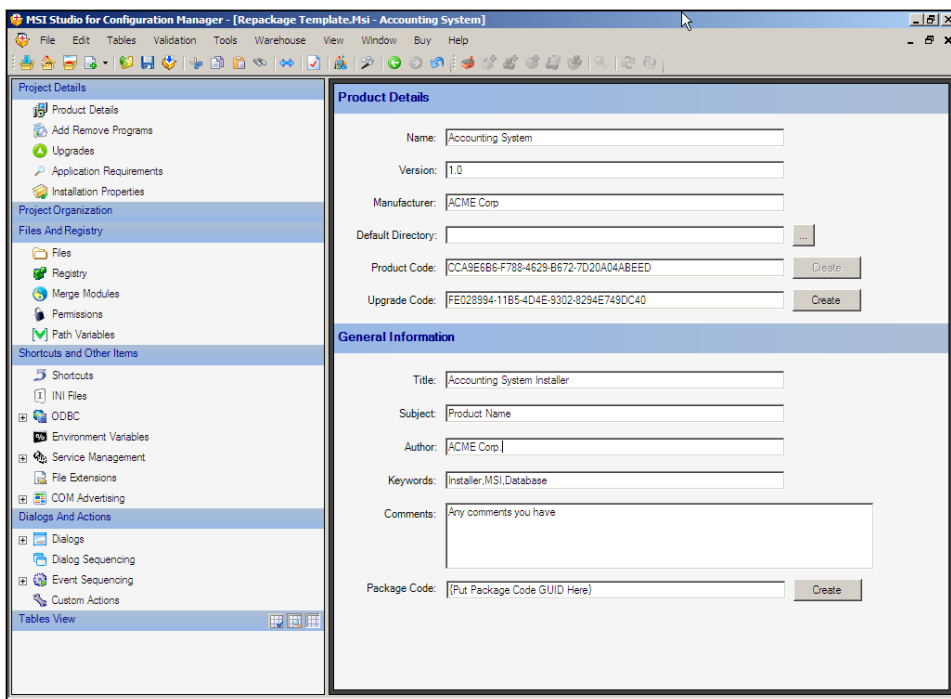 MSI Studio for Configuration Manager - [Repackage Template.Msi - Accounting System]
File Edit Tables Validation Tools Warehouse View Window Buy Help
Project Details
Product Details
Add Remove Programs
Upgrades
Application Requirements
Installation Properties
Project Organization
Files And Registry
Files
Registry
Merge Modules
Permissions
Path Variables
Shortcuts and Other Items
Shortcuts
INI Files
ODBC
Environment Variables
Service Management
File Extensions
COM Advertising
Dialogs And Actions
Dialogs
Dialog Sequencing
Event Sequencing
Custom Actions
Tables View
Product Details
Name: Accounting System
Version: 1.0
Manufacturer: ACME Corp
Default Directory: ...
Product Code: CCA9E6B6-F788-4629-B672-7D20A04ABEED Create
Upgrade Code: FE028994-11B5-4D4E-9302-8294E749DC40 Create
General Information
Title: Accounting System Installer
Subject: Product Name
Author: ACME Corp.
Keywords: Installer,MSI,Database
Comments: Any comments you have
Package Code: {Put Package Code GUID Here} Create